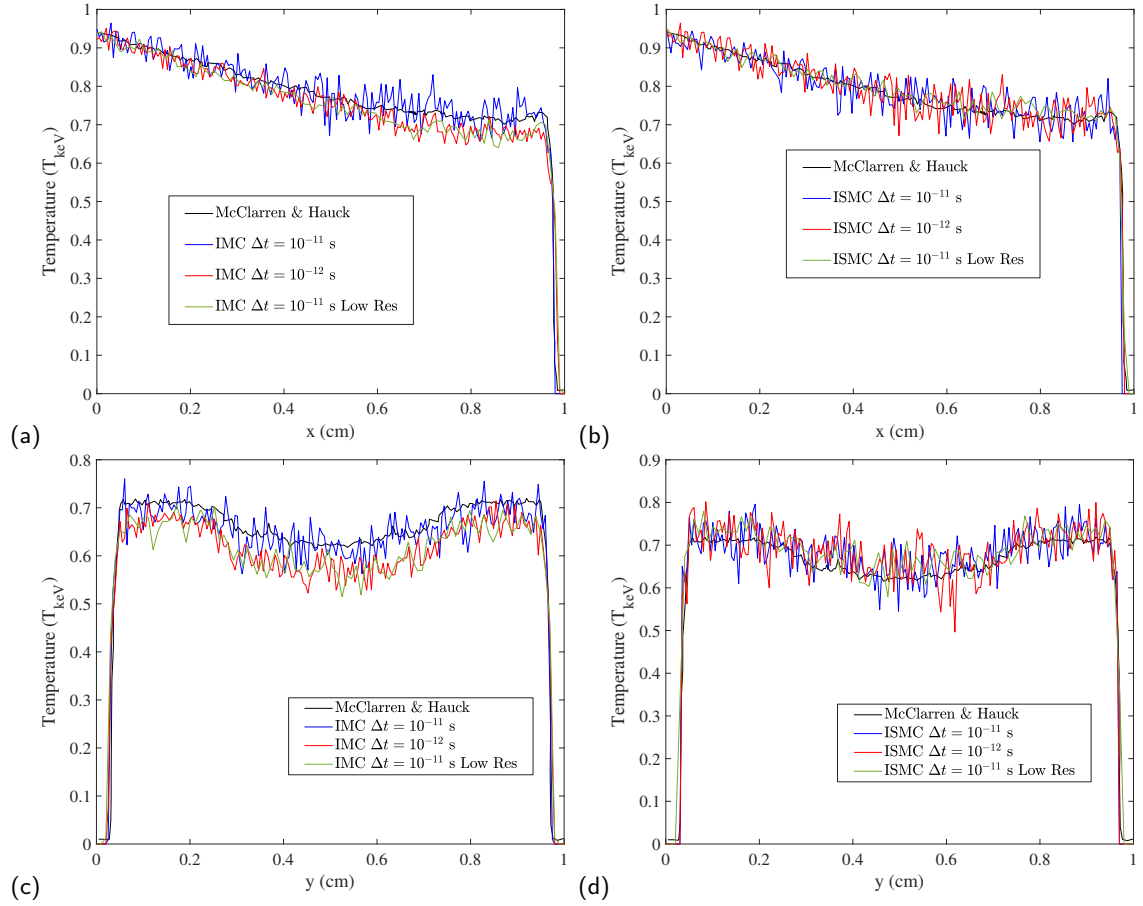 1
0.9
0.8
0.7
0.6
0.5
0.4
0.3
0.2
0.1
0
Temperature (T_keV)
McClarren & Hauck
IMC Δt = 10⁻¹¹ s
IMC Δt = 10⁻¹² s
IMC Δt = 10⁻¹¹ s Low Res
0 0.2 0.4 0.6 0.8 1
x (cm)
(a)
1
0.9
0.8
0.7
0.6
0.5
0.4
0.3
0.2
0.1
0
Temperature (T_keV)
McClarren & Hauck
ISMC Δt = 10⁻¹¹ s
ISMC Δt = 10⁻¹² s
ISMC Δt = 10⁻¹¹ s Low Res
0 0.2 0.4 0.6 0.8 1
x (cm)
(b)
0.8
0.7
0.6
0.5
0.4
0.3
0.2
0.1
0
Temperature (T_keV)
McClarren & Hauck
IMC Δt = 10⁻¹¹ s
IMC Δt = 10⁻¹² s
IMC Δt = 10⁻¹¹ s Low Res
0 0.2 0.4 0.6 0.8 1
y (cm)
(c)
0.9
0.8
0.7
0.6
0.5
0.4
0.3
0.2
0.1
0
Temperature (T_keV)
McClarren & Hauck
ISMC Δt = 10⁻¹¹ s
ISMC Δt = 10⁻¹² s
ISMC Δt = 10⁻¹¹ s Low Res
0 0.2 0.4 0.6 0.8 1
y (cm)
(d)